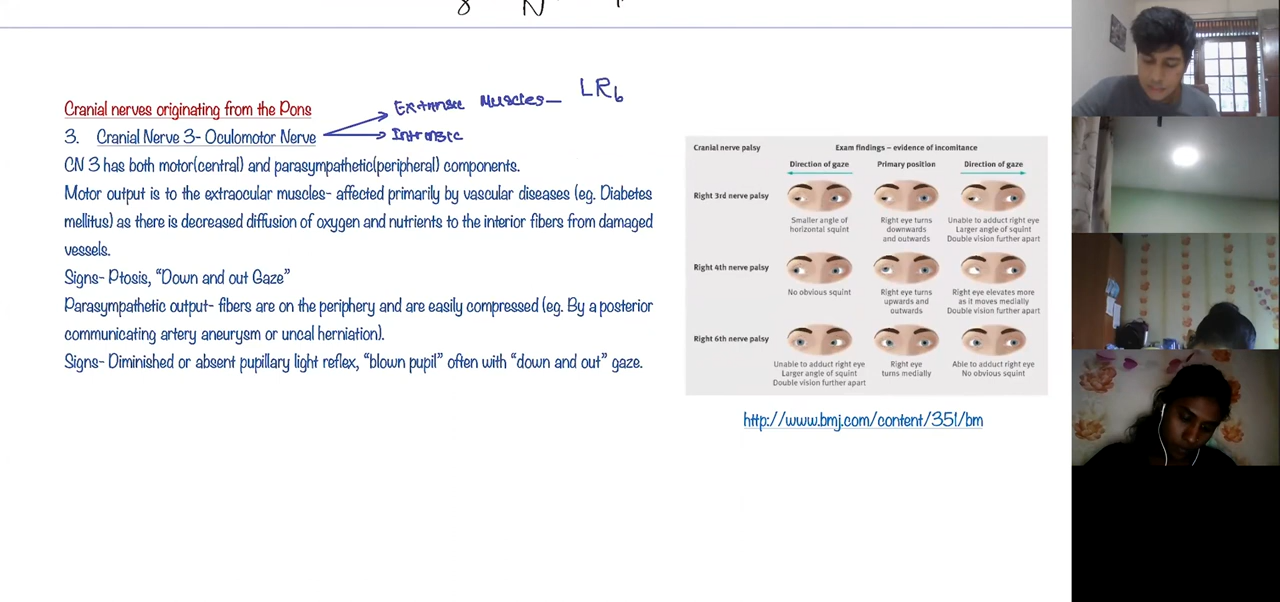 Cranial nerves originating from the Pons
Extrinsic Muscles— LR6
3. Cranial Nerve 3- Oculomotor Nerve
Intrinsic
CN 3 has both motor(central) and parasympathetic(peripheral) components.
Motor output is to the extraocular muscles- affected primarily by vascular diseases (eg. Diabetes
mellitus) as there is decreased diffusion of oxygen and nutrients to the interior fibers from damaged
vessels.
Signs- Ptosis, “Down and out Gaze”
Parasympathetic output- fibers are on the periphery and are easily compressed (eg. By a posterior
communicating artery aneurysm or uncal herniation).
Signs- Diminished or absent pupillary light reflex, “blown pupil” often with “down and out” gaze.
Cranial nerve palsy
Exam findings – evidence of incomitance
Direction of gaze
Primary position
Direction of gaze
Right 3rd nerve palsy
Smaller angle of
horizontal squint
Right eye turns
downwards
and outwards
Unable to adduct right eye
Larger angle of squint
Double vision further apart
Right 4th nerve palsy
No obvious squint
Right eye turns
upwards and
outwards
Right eye elevates more
as it moves medially
Double vision further apart
Right 6th nerve palsy
Unable to adduct right eye
Larger angle of squint
Double vision further apart
Right eye
turns medially
Able to adduct right eye
No obvious squint
http://www.bmj.com/content/351/bm